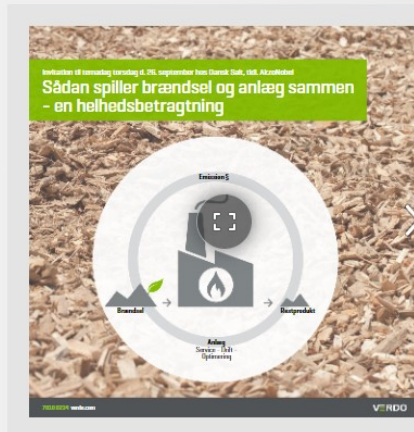 Invitation til temadag torsdag d. 26. september hos Dansk Salt, tidl. AkzoNobel
Sådan spiller brændsel og anlæg sammen
- en helhedsbetragtning
Emission
Brændsel
Restprodukt
Anlæg
Service - Drift -
Optimering
verdo.com
VERDO